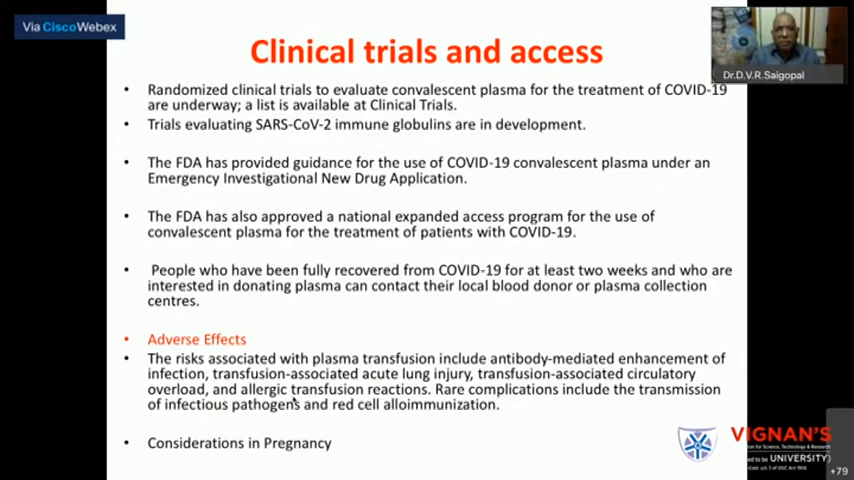 Via CiscoWebex
Clinical trials and access
Dr.D.V.R.Saigopal
• Randomized clinical trials to evaluate convalescent plasma for the treatment of COVID-19
are underway; a list is available at Clinical Trials.
• Trials evaluating SARS-CoV-2 immune globulins are in development.
• The FDA has provided guidance for the use of COVID-19 convalescent plasma under an
Emergency Investigational New Drug Application.
• The FDA has also approved a national expanded access program for the use of
convalescent plasma for the treatment of patients with COVID-19.
• People who have been fully recovered from COVID-19 for at least two weeks and who are
interested in donating plasma can contact their local blood donor or plasma collection
centres.
• Adverse Effects
• The risks associated with plasma transfusion include antibody-mediated enhancement of
infection, transfusion-associated acute lung injury, transfusion-associated circulatory
overload, and allergic transfusion reactions. Rare complications include the transmission
of infectious pathogens and red cell alloimmunization.
• Considerations in Pregnancy
VIGNAN'S
for Science, Technology & Research
ed to be UNIVERSITY)
+79